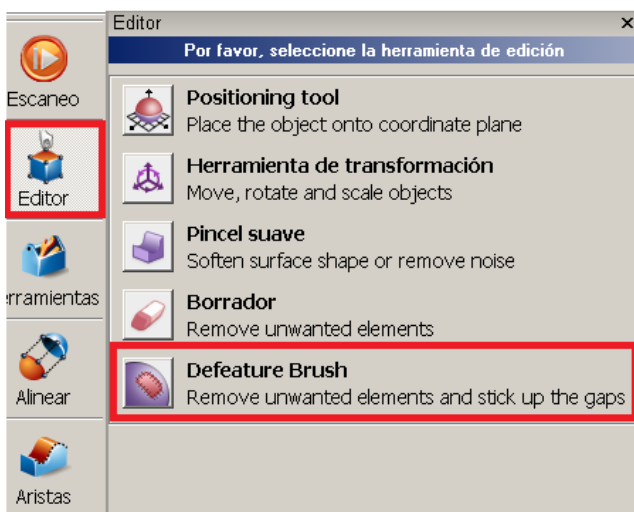 Editor
Por favor, seleccione la herramienta de edición
Escaneo
Editor
erramientas
Alinear
Aristas
Positioning tool
Place the object onto coordinate plane
Herramienta de transformación
Move, rotate and scale objects
Pincel suave
Soften surface shape or remove noise
Borrador
Remove unwanted elements
Defeature Brush
Remove unwanted elements and stick up the gaps